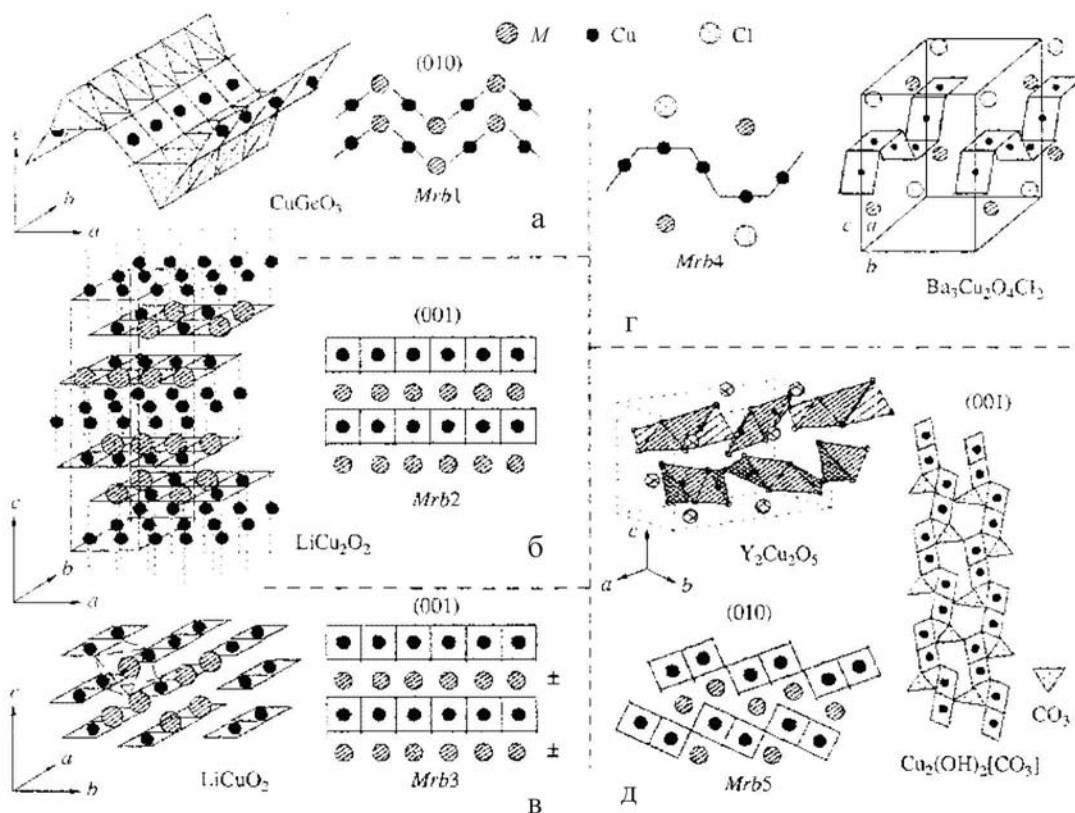 M Cu Cl
(010)
b
a
CuGeO₃
Mrb1
а
Mrb4
c a
b
Ba₃Cu₂O₄Cl₂
г
(001)
Mrb2
c
b
a
LiCu₂O₂
б
(001)
±
±
c
a
b
LiCuO₂
Mrb3
в
(001)
c
a
b
Y₂Cu₂O₅
(010)
Mrb5
CO₃
Cu₂(OH)₂[CO₃]
д